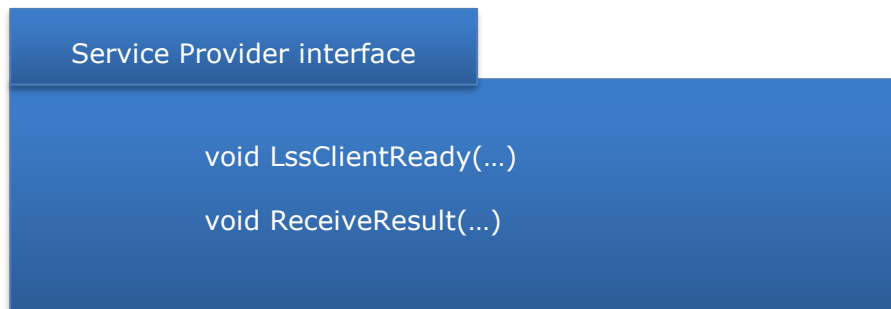 Service Provider interface
void LssClientReady(…)
void ReceiveResult(…)